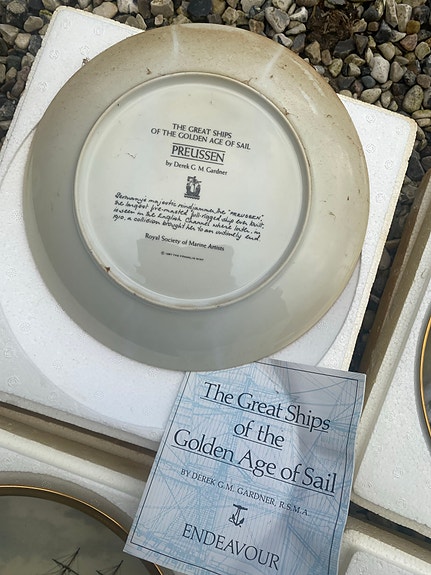 THE GREAT SHIPS
OF THE GOLDEN AGE OF SAIL
PREUSSEN
by Derek G. M. Gardner
Germany's majestic windjammer, the "PREUSSEN",
the largest five-masted full-rigged ship ever built,
is seen in the English Channel where later, in
1910, a collision brought her to an untimely end.
Royal Society of Marine Artists
The Great Ships
of the
Golden Age of Sail
BY DEREK G.M. GARDNER, R.S.M.A.
ENDEAVOUR